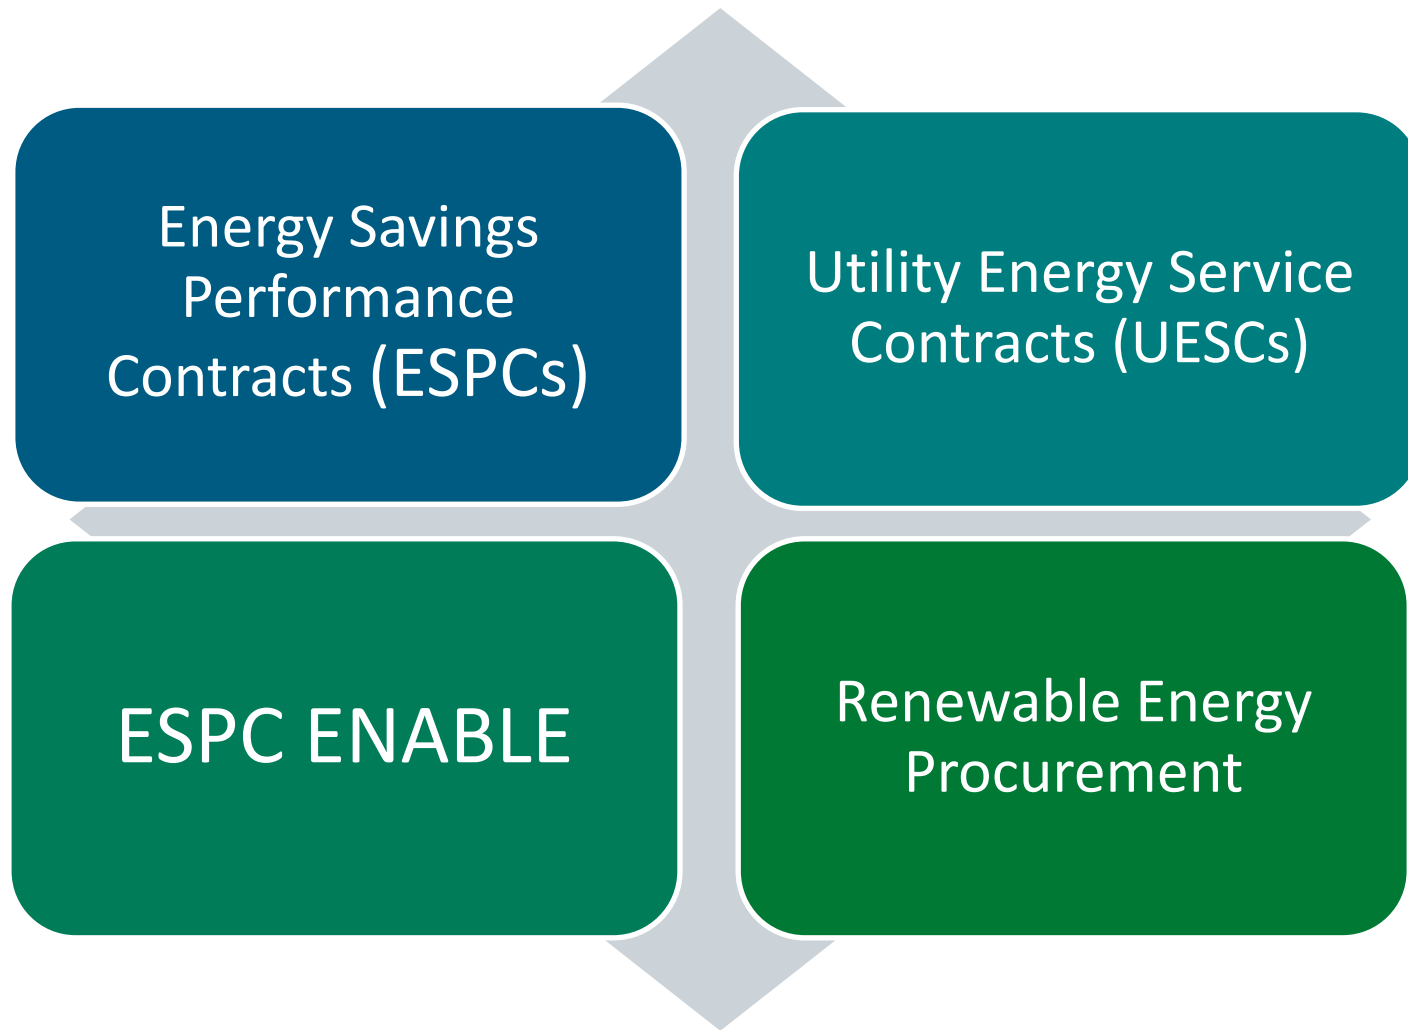 Energy Savings
Performance
Contracts (ESPCs)
Utility Energy Service
Contracts (UESCs)
ESPC ENABLE
Renewable Energy
Procurement